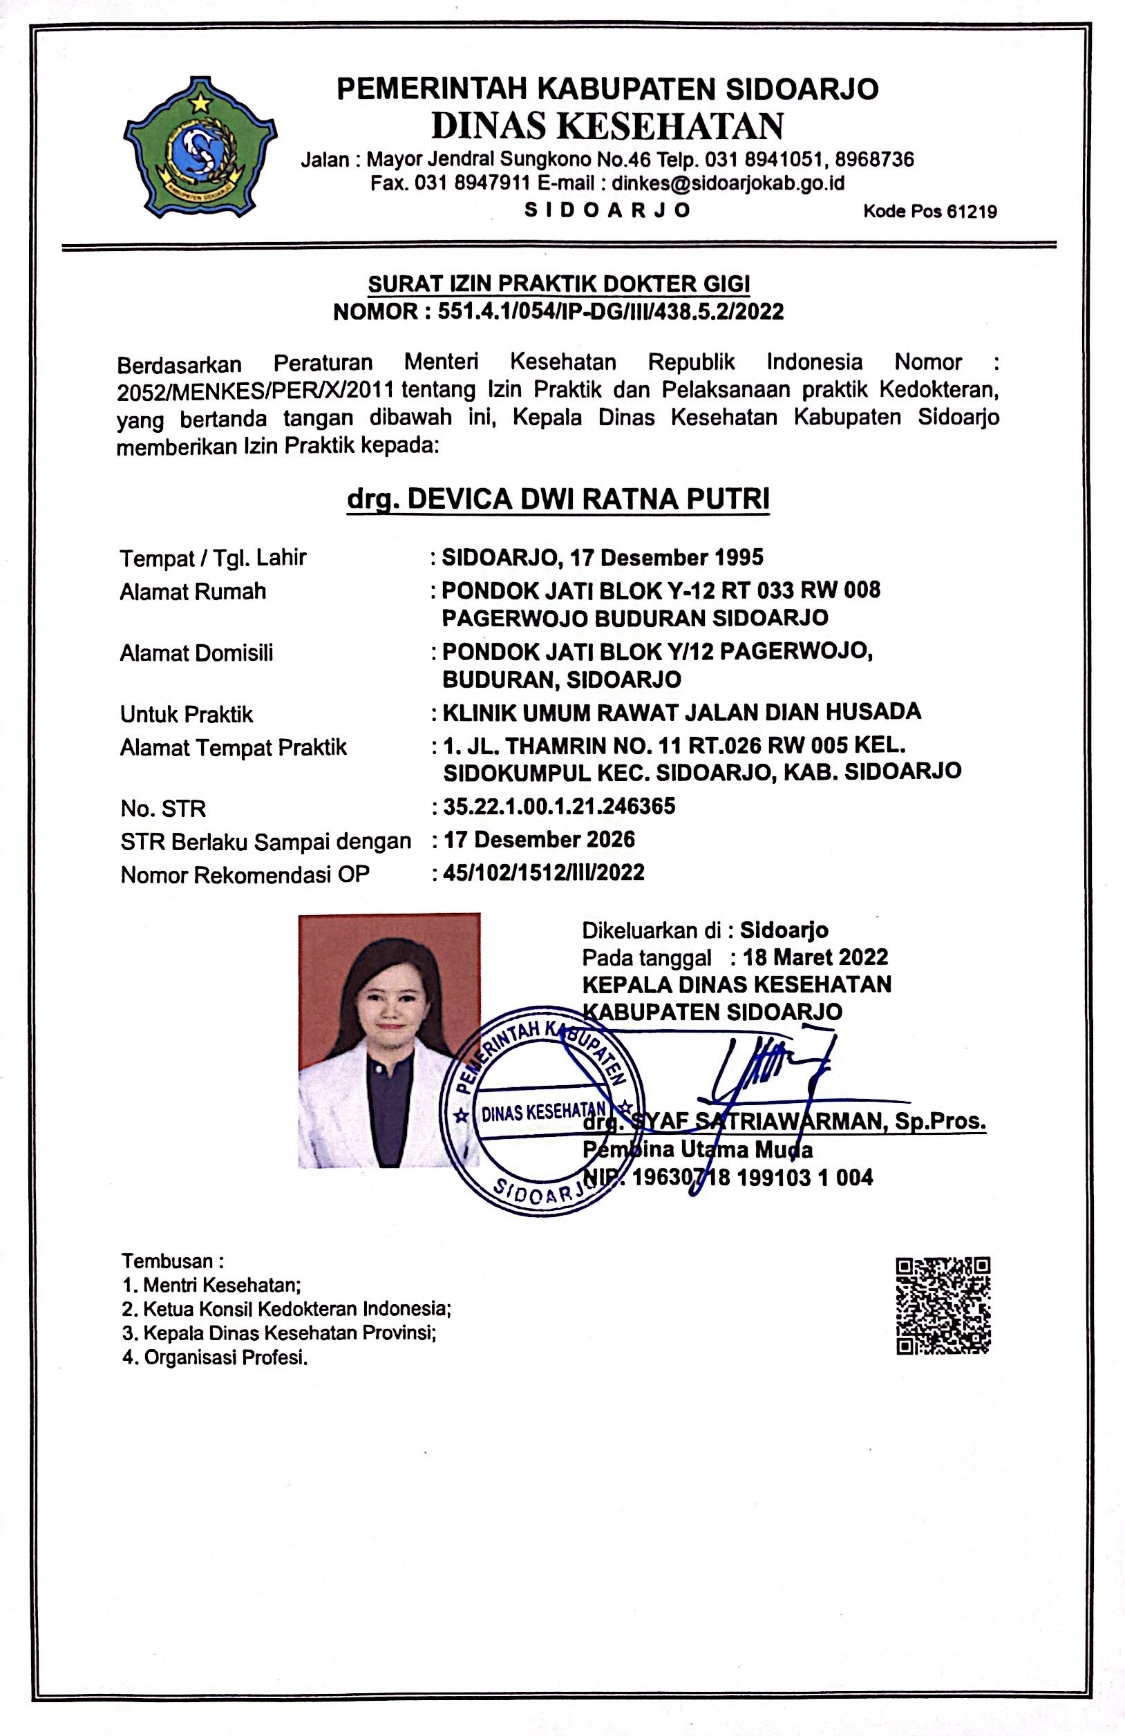 PEMERINTAH KABUPATEN SIDOARJO
DINAS KESEHATAN
Jalan : Mayor Jendral Sungkono No.46 Telp. 031 8941051, 8968736
Fax. 031 8947911 E-mail : dinkes@sidoarjokab.go.id
S I D O A R J O Kode Pos 61219
KABUPATEN SIDOARJO
SURAT IZIN PRAKTIK DOKTER GIGI
NOMOR : 551.4.1/054/IP-DG/III/438.5.2/2022
Berdasarkan Peraturan Menteri Kesehatan Republik Indonesia Nomor :
2052/MENKES/PER/X/2011 tentang Izin Praktik dan Pelaksanaan praktik Kedokteran,
yang bertanda tangan dibawah ini, Kepala Dinas Kesehatan Kabupaten Sidoarjo
memberikan Izin Praktik kepada:
drg. DEVICA DWI RATNA PUTRI
Tempat / Tgl. Lahir : SIDOARJO, 17 Desember 1995
Alamat Rumah : PONDOK JATI BLOK Y-12 RT 033 RW 008
PAGERWOJO BUDURAN SIDOARJO
Alamat Domisili : PONDOK JATI BLOK Y/12 PAGERWOJO,
BUDURAN, SIDOARJO
Untuk Praktik : KLINIK UMUM RAWAT JALAN DIAN HUSADA
Alamat Tempat Praktik : 1. JL. THAMRIN NO. 11 RT.026 RW 005 KEL.
SIDOKUMPUL KEC. SIDOARJO, KAB. SIDOARJO
No. STR : 35.22.1.00.1.21.246365
STR Berlaku Sampai dengan : 17 Desember 2026
Nomor Rekomendasi OP : 45/102/1512/III/2022
Dikeluarkan di : Sidoarjo
Pada tanggal : 18 Maret 2022
KEPALA DINAS KESEHATAN
KABUPATEN SIDOARJO
PEMERINTAH KABUPATEN
DINAS KESEHATAN
SIDOARJO
drg. SYAF SATRIAWARMAN, Sp.Pros.
Pembina Utama Muda
NIP. 19630718 199103 1 004
Tembusan :
1. Mentri Kesehatan;
2. Ketua Konsil Kedokteran Indonesia;
3. Kepala Dinas Kesehatan Provinsi;
4. Organisasi Profesi.